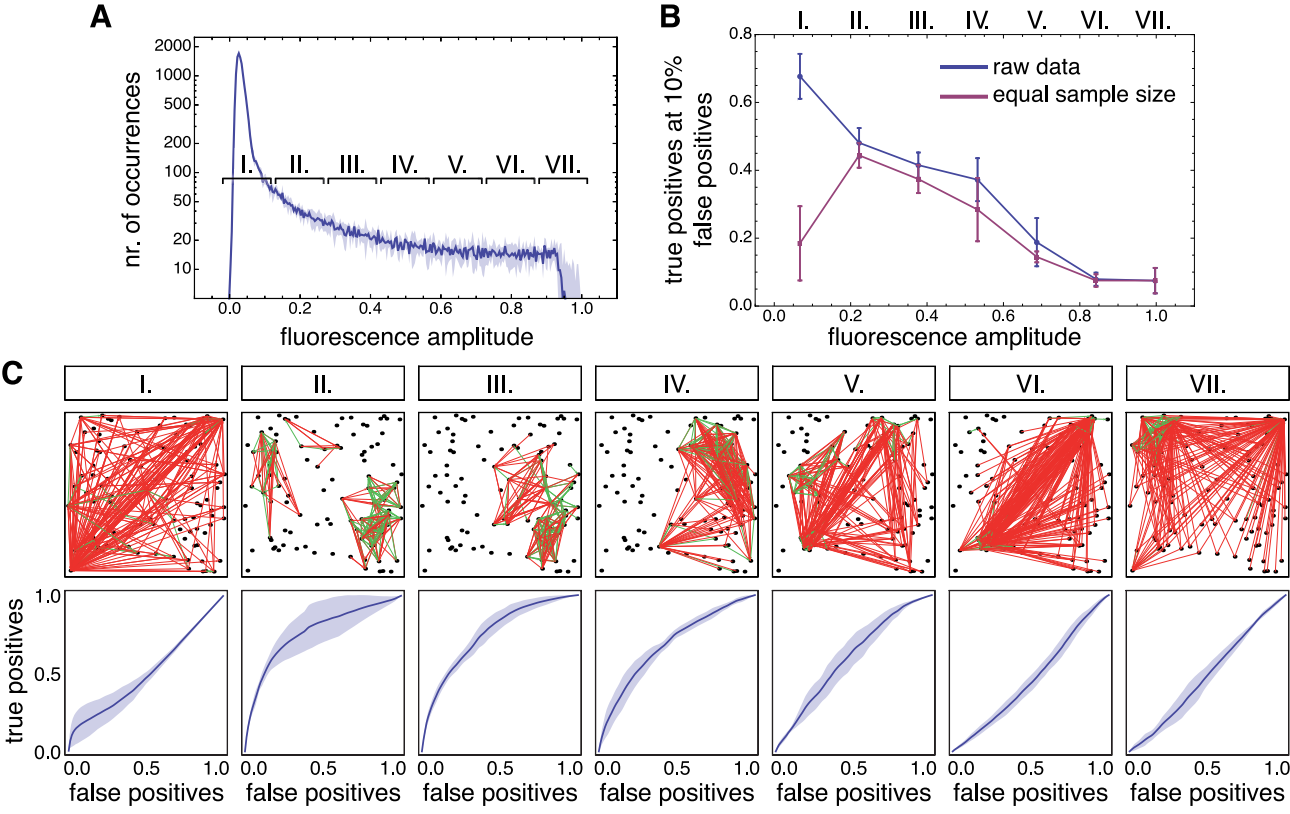 A
nr. of occurrences
2000
1000
500
200
100
50
20
10
I. II. III. IV. V. VI. VII.
0.0 0.2 0.4 0.6 0.8 1.0
fluorescence amplitude
B
I. II. III. IV. V. VI. VII.
true positives at 10%
false positives
0.8
0.6
0.4
0.2
0.0
raw data
equal sample size
0.0 0.2 0.4 0.6 0.8 1.0
fluorescence amplitude
C
I. II. III. IV. V. VI. VII.
true positives
1.0
0.5
0.0
0.0 0.5 1.0 0.0 0.5 1.0 0.0 0.5 1.0 0.0 0.5 1.0 0.0 0.5 1.0 0.0 0.5 1.0 0.0 0.5 1.0
false positives false positives false positives false positives false positives false positives false positives